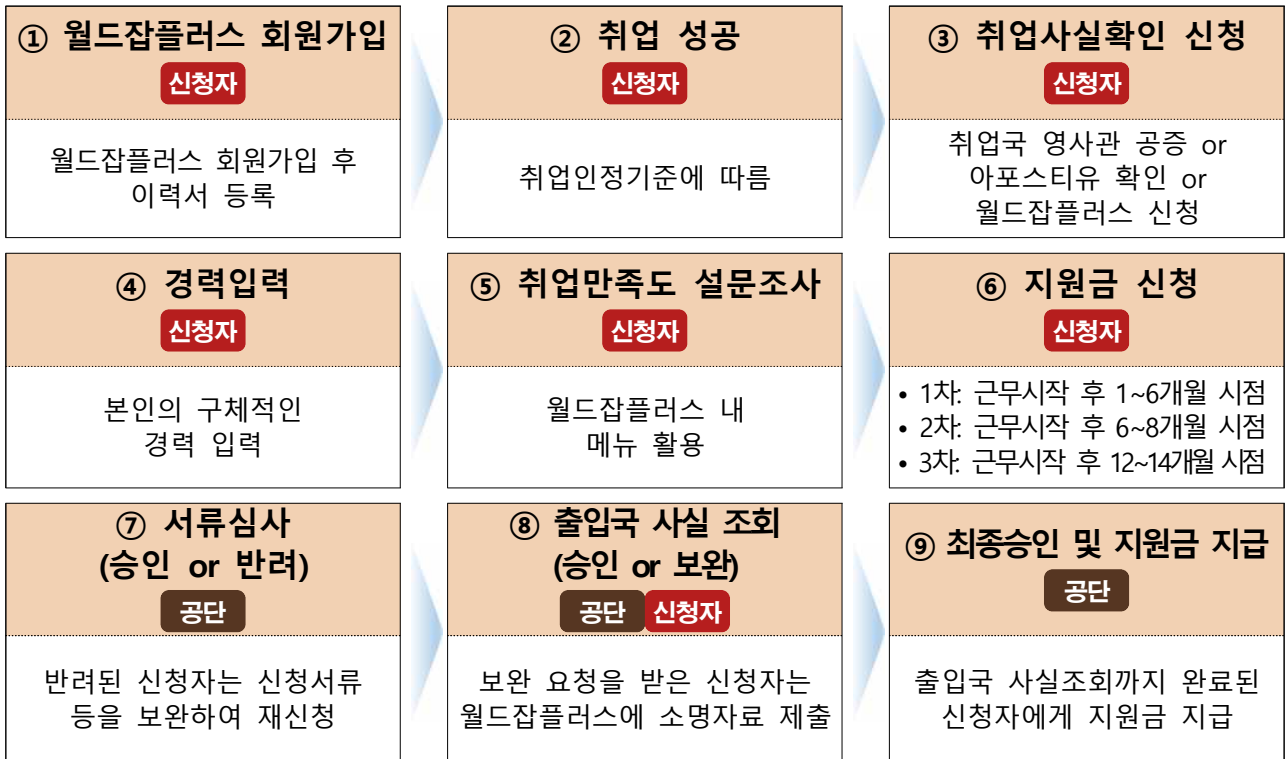 ① 월드잡플러스 회원가입
신청자
월드잡플러스 회원가입 후
이력서 등록
② 취업 성공
신청자
취업인정기준에 따름
③ 취업사실확인 신청
신청자
취업국 영사관 공증 or
아포스티유 확인 or
월드잡플러스 신청
④ 경력입력
신청자
본인의 구체적인
경력 입력
⑤ 취업만족도 설문조사
신청자
월드잡플러스 내
메뉴 활용
⑥ 지원금 신청
신청자
• 1차: 근무시작 후 1~6개월 시점
• 2차: 근무시작 후 6~8개월 시점
• 3차: 근무시작 후 12~14개월 시점
⑦ 서류심사
(승인 or 반려)
공단
반려된 신청자는 신청서류
등을 보완하여 재신청
⑧ 출입국 사실 조회
(승인 or 보완)
공단 신청자
보완 요청을 받은 신청자는
월드잡플러스에 소명자료 제출
⑨ 최종승인 및 지원금 지급
공단
출입국 사실조회까지 완료된
신청자에게 지원금 지급